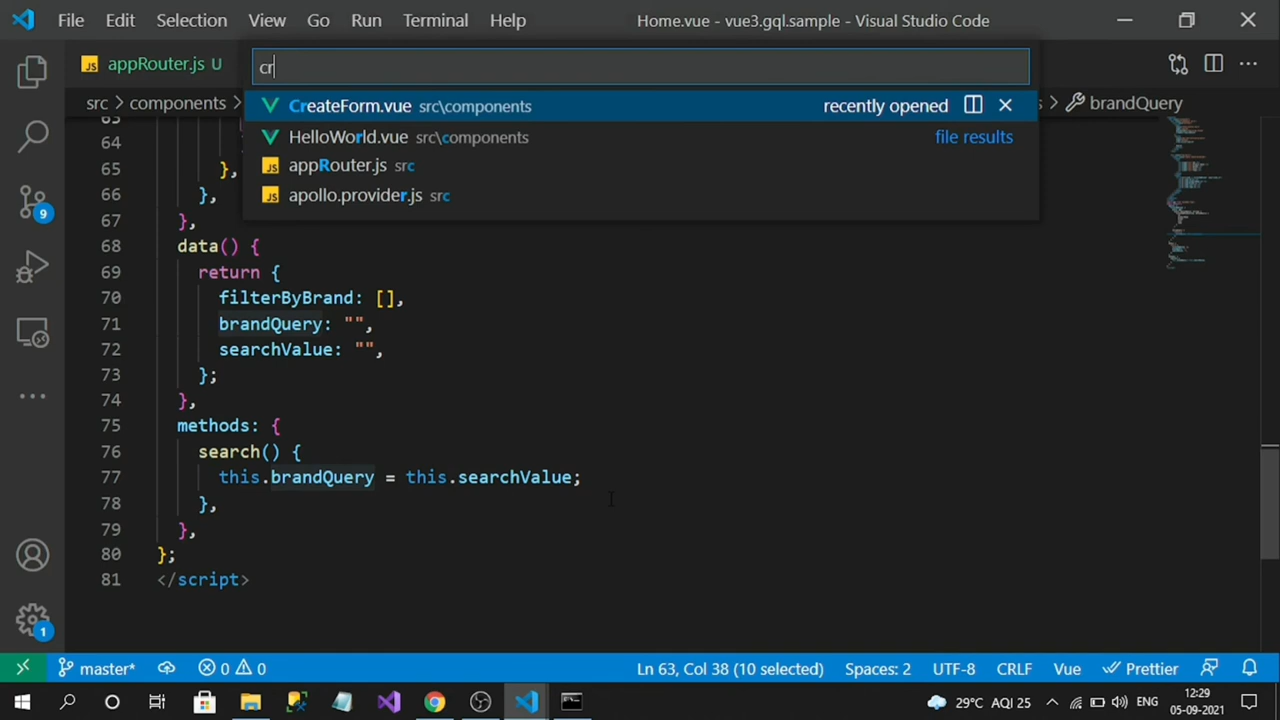 File Edit Selection View Go Run Terminal Help Home.vue - vue3.gql.sample - Visual Studio Code
JS appRouter.js U
cr
src > components > brandQuery
CreateForm.vue src\components recently opened
HelloWorld.vue src\components file results
JS appRouter.js src
JS apollo.provider.js src
64
65 },
66 },
67 },
68 data() {
69 return {
70 filterByBrand: [],
71 brandQuery: "",
72 searchValue: "",
73 };
74 },
75 methods: {
76 search() {
77 this.brandQuery = this.searchValue;
78 },
79 },
80 };
81 </script>
9
1
master* 0 0 Ln 63, Col 38 (10 selected) Spaces: 2 UTF-8 CRLF Vue Prettier
29°C AQI 25 ENG 12:29
05-09-2021